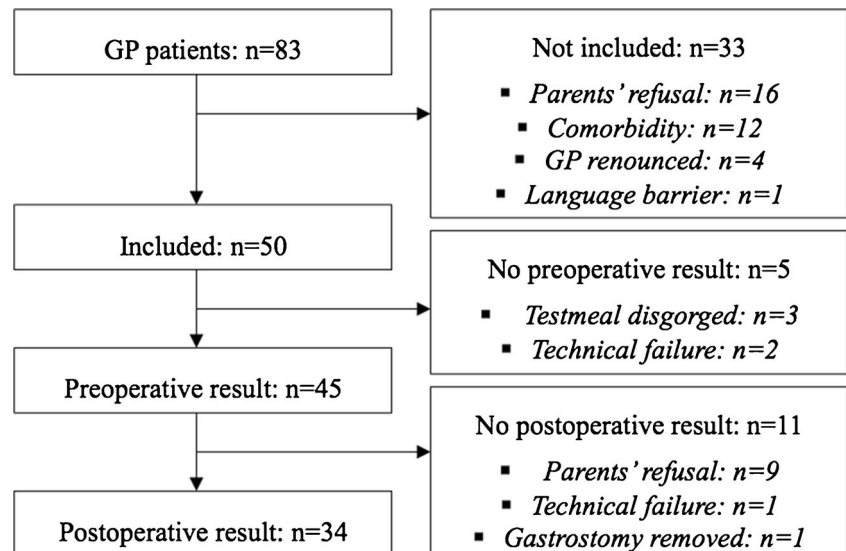 GP patients: n=83
Not included: n=33
▪ Parents’ refusal: n=16
▪ Comorbidity: n=12
▪ GP renounced: n=4
▪ Language barrier: n=1
Included: n=50
No preoperative result: n=5
▪ Testmeal disgorged: n=3
▪ Technical failure: n=2
Preoperative result: n=45
No postoperative result: n=11
▪ Parents’ refusal: n=9
▪ Technical failure: n=1
▪ Gastrostomy removed: n=1
Postoperative result: n=34